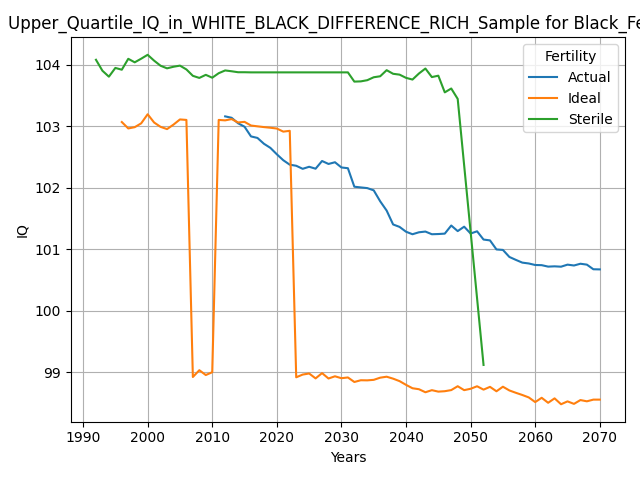 Upper_Quartile_IQ_in_WHITE_BLACK_DIFFERENCE_RICH_Sample for Black_Fe
Fertility
Actual
Ideal
Sterile
104
103
102
101
100
99
IQ
1990 2000 2010 2020 2030 2040 2050 2060 2070
Years